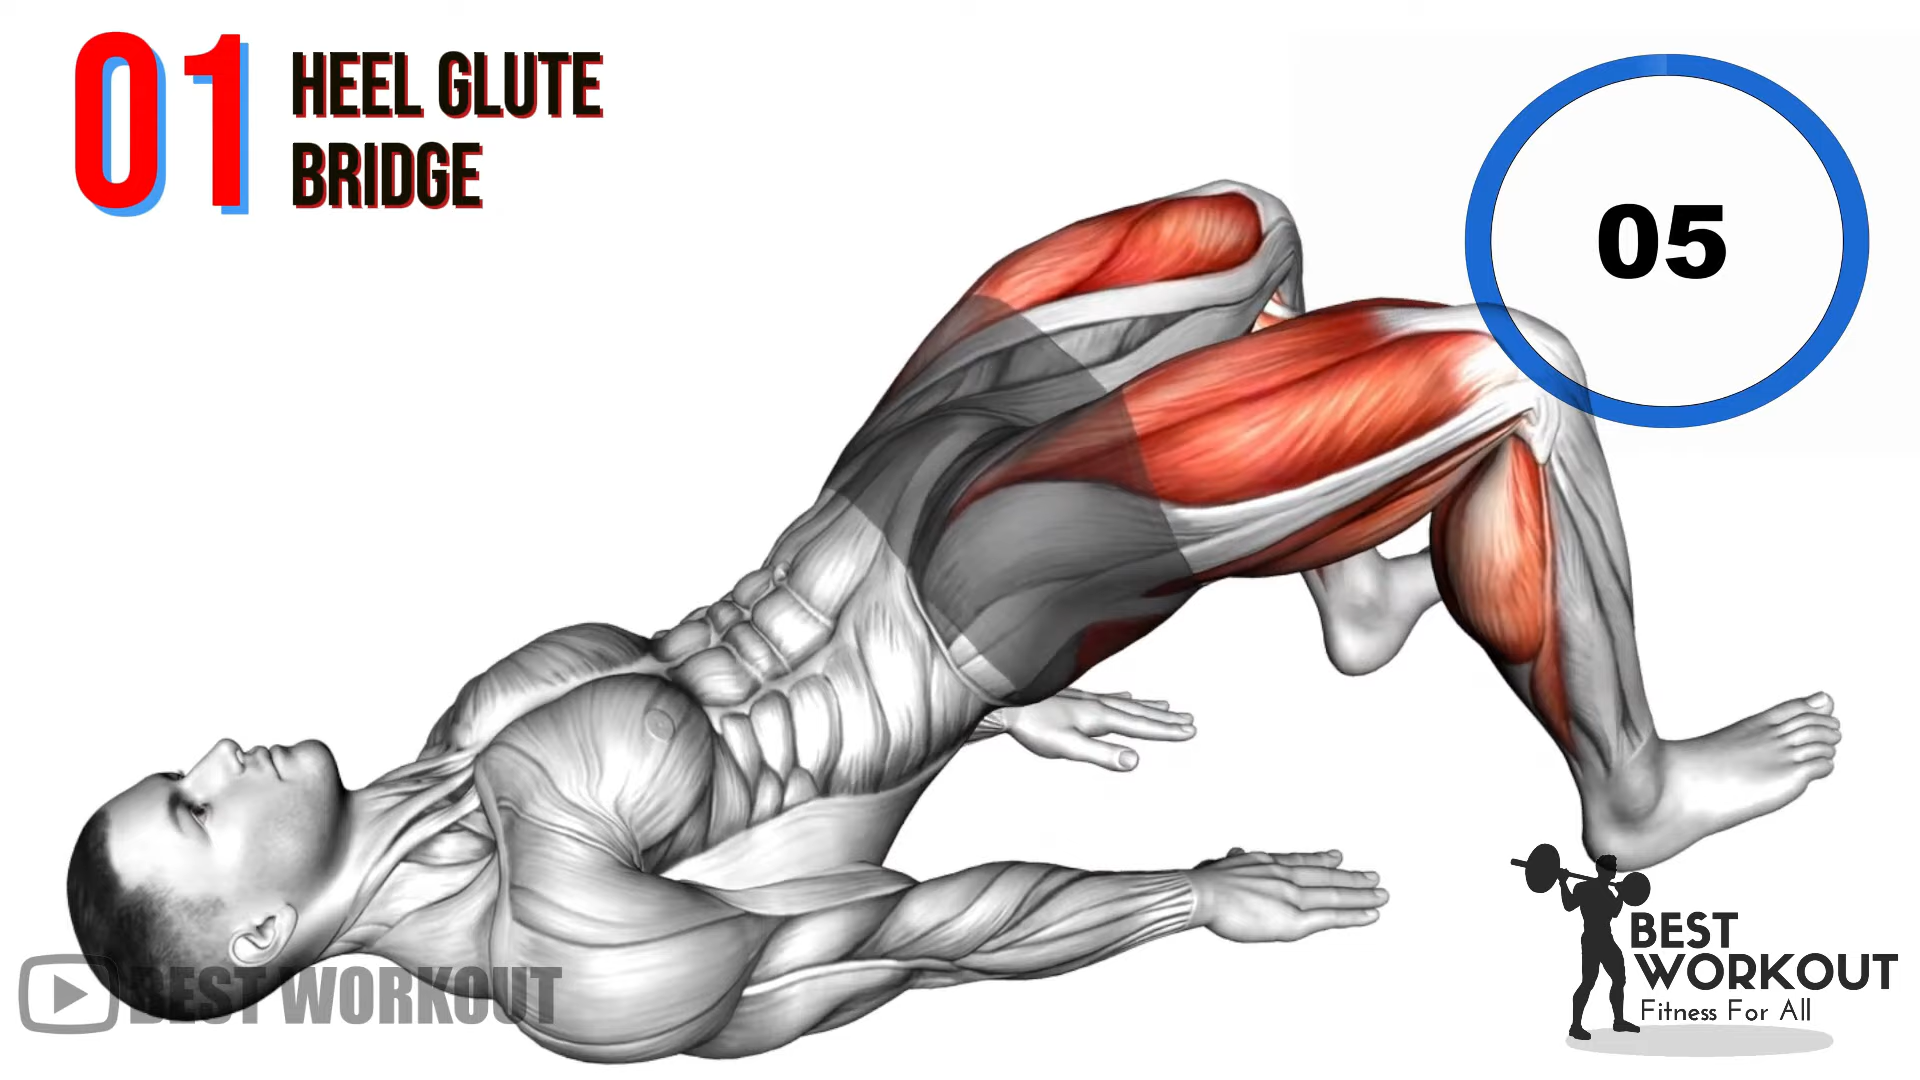 01
HEEL GLUTE
BRIDGE
05
BEST WORKOUT
BEST
WORKOUT
Fitness For All